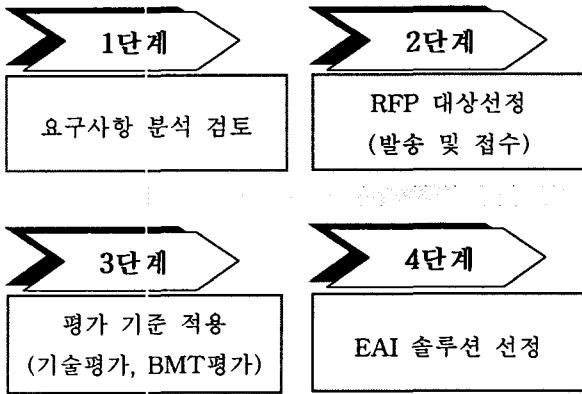 1단계
요구사항 분석 검토
2단계
RFP 대상선정
(발송 및 접수)
3단계
평가 기준 적용
(기술평가, BMT평가)
4단계
EAI 솔루션 선정